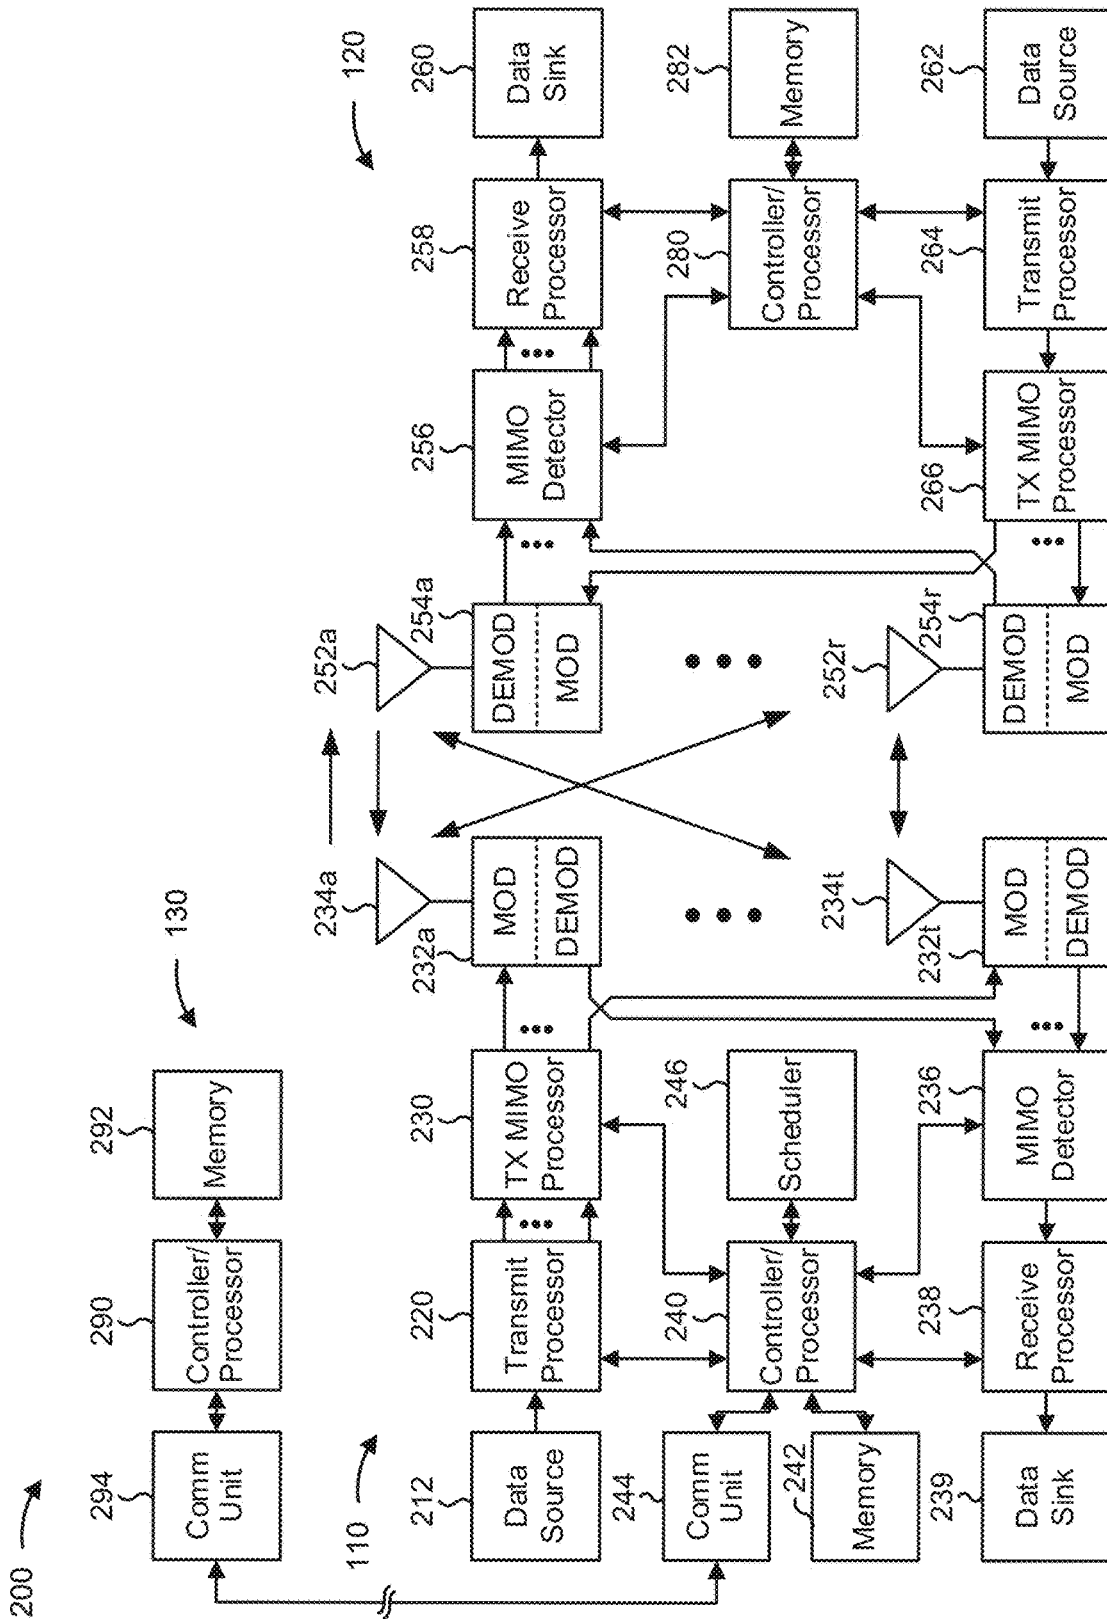 200
294
Comm
Unit
290
Controller/
Processor
292
Memory
130
110
212
Data
Source
220
Transmit
Processor
230
TX MIMO
Processor
232a
MOD
DEMOD
234a
252a
254a
DEMOD
MOD
256
MIMO
Detector
258
Receive
Processor
260
Data
Sink
120
244
Comm
Unit
242
Memory
240
Controller/
Processor
246
Scheduler
280
Controller/
Processor
282
Memory
239
Data
Sink
238
Receive
Processor
236
MIMO
Detector
232t
MOD
DEMOD
234t
252r
254r
DEMOD
MOD
266
TX MIMO
Processor
264
Transmit
Processor
262
Data
Source